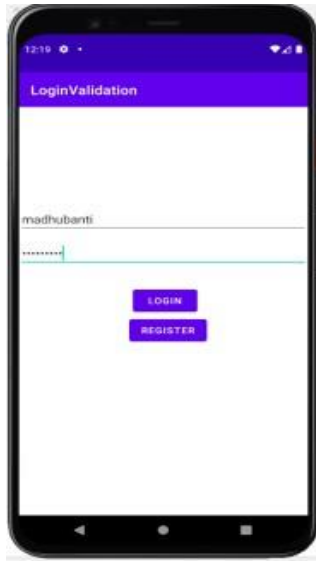 12:19
LoginValidation
madhubanti
•••••••••
LOGIN
REGISTER